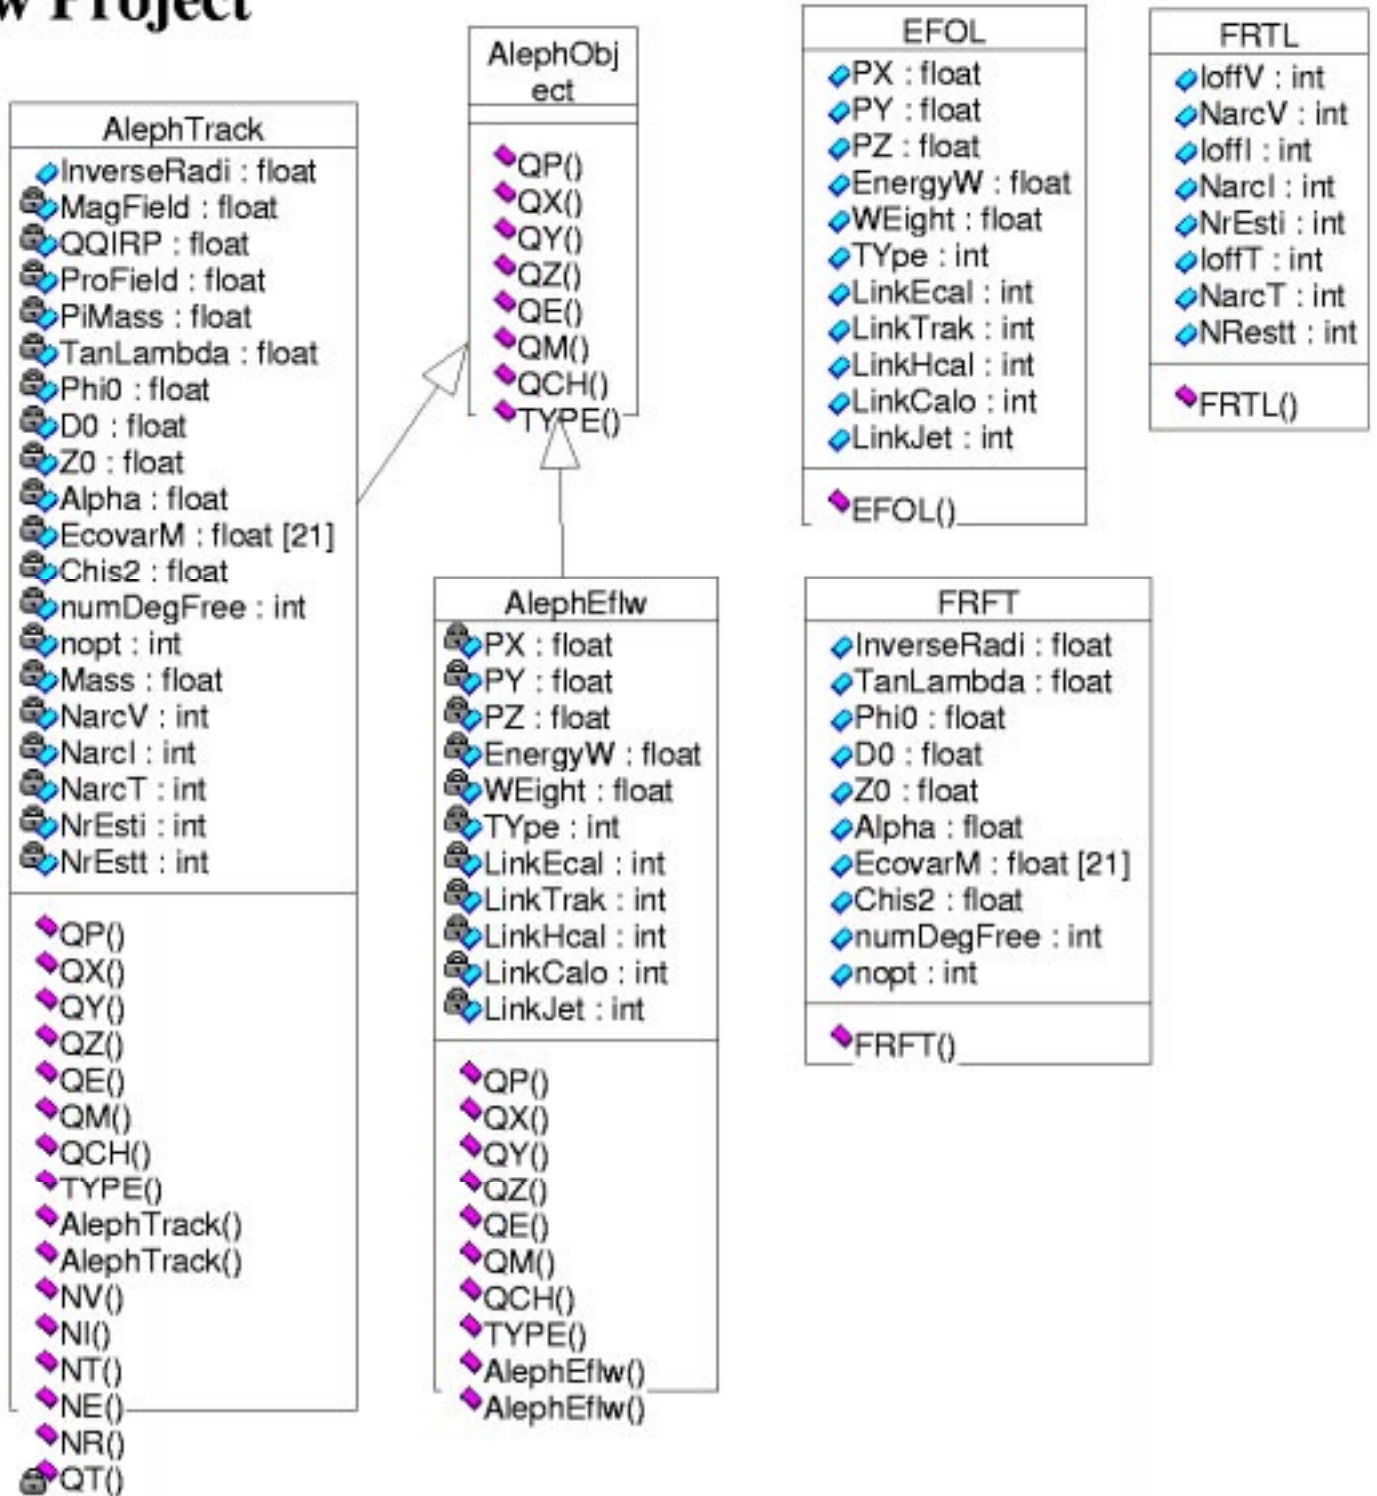 w Project
AlephTrack
InverseRadi : float
MagField : float
QQIRP : float
ProField : float
PiMass : float
TanLambda : float
Phi0 : float
D0 : float
Z0 : float
Alpha : float
EcovarM : float [21]
Chis2 : float
numDegFree : int
nopt : int
Mass : float
NarcV : int
NarcI : int
NarcT : int
NrEsti : int
NrEstt : int
QP()
QX()
QY()
QZ()
QE()
QM()
QCH()
TYPE()
AlephTrack()
AlephTrack()
NV()
NI()
NT()
NE()
NR()
QT()
AlephObj
ect
QP()
QX()
QY()
QZ()
QE()
QM()
QCH()
TYPE()
AlephEflw
PX : float
PY : float
PZ : float
EnergyW : float
WEight : float
TYpe : int
LinkEcal : int
LinkTrak : int
LinkHcal : int
LinkCalo : int
LinkJet : int
QP()
QX()
QY()
QZ()
QE()
QM()
QCH()
TYPE()
AlephEflw()
AlephEflw()
EFOL
PX : float
PY : float
PZ : float
EnergyW : float
WEight : float
TYpe : int
LinkEcal : int
LinkTrak : int
LinkHcal : int
LinkCalo : int
LinkJet : int
EFOL()
FRTL
IoffV : int
NarcV : int
IoffI : int
NarcI : int
NrEsti : int
IoffT : int
NarcT : int
NRestt : int
FRTL()
FRFT
InverseRadi : float
TanLambda : float
Phi0 : float
D0 : float
Z0 : float
Alpha : float
EcovarM : float [21]
Chis2 : float
numDegFree : int
nopt : int
FRFT()